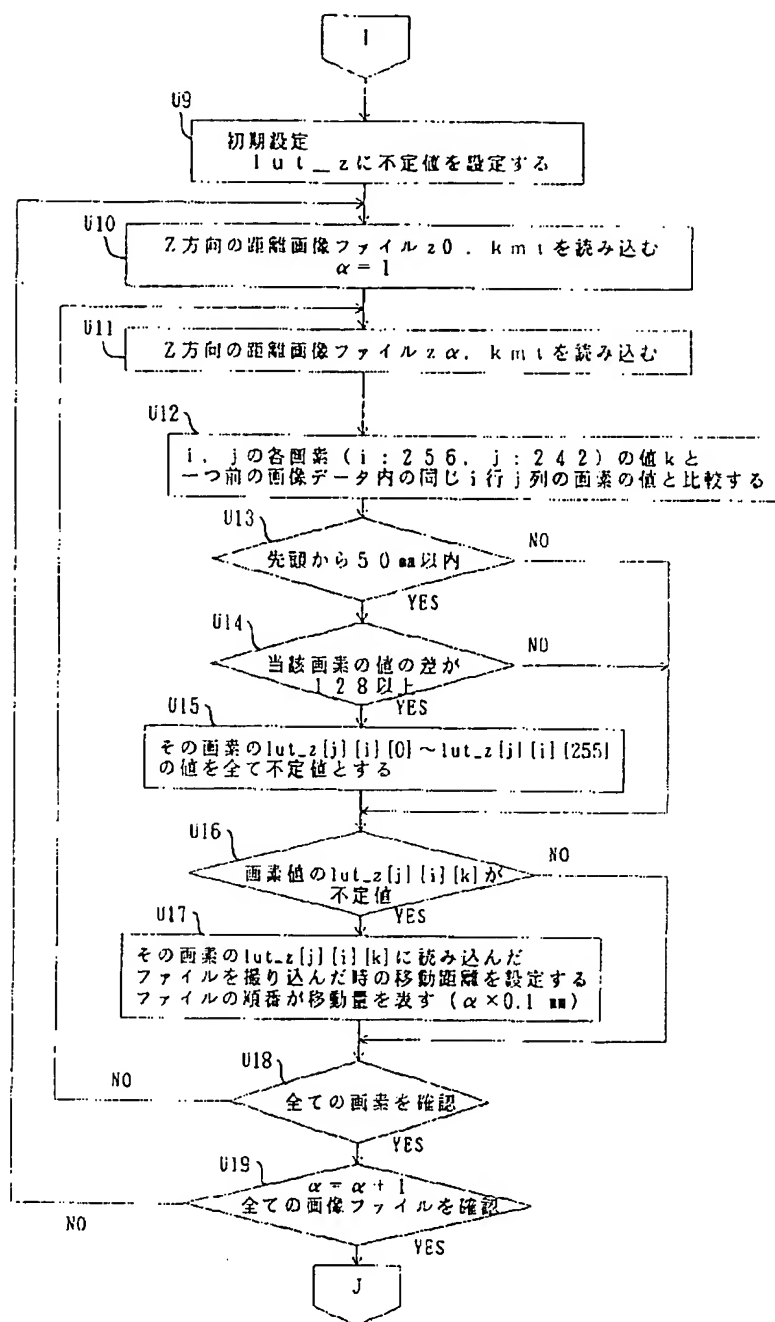 I
U9
初期設定
lut_zに不定値を設定する
U10
Z方向の距離画像ファイルz0.kmtを読み込む
α=1
U11
Z方向の距離画像ファイルzα.kmtを読み込む
U12
i,jの各画素(i:256,j:242)の値kと
一つ前の画像データ内の同じi行j列の画素の値と比較する
U13
先頭から50mm以内
NO
YES
U14
当該画素の値の差が
128以上
NO
YES
U15
その画素のlut_z[j][i][0]~lut_z[j][i][255]
の値を全て不定値とする
U16
画素値のlut_z[j][i][k]が
不定値
NO
YES
U17
その画素のlut_z[j][i][k]に読み込んだ
ファイルを撮り込んだ時の移動距離を設定する
ファイルの順番が移動量を表す(α×0.1mm)
U18
全ての画素を確認
NO
YES
U19
α=α+1
全ての画像ファイルを確認
NO
YES
J